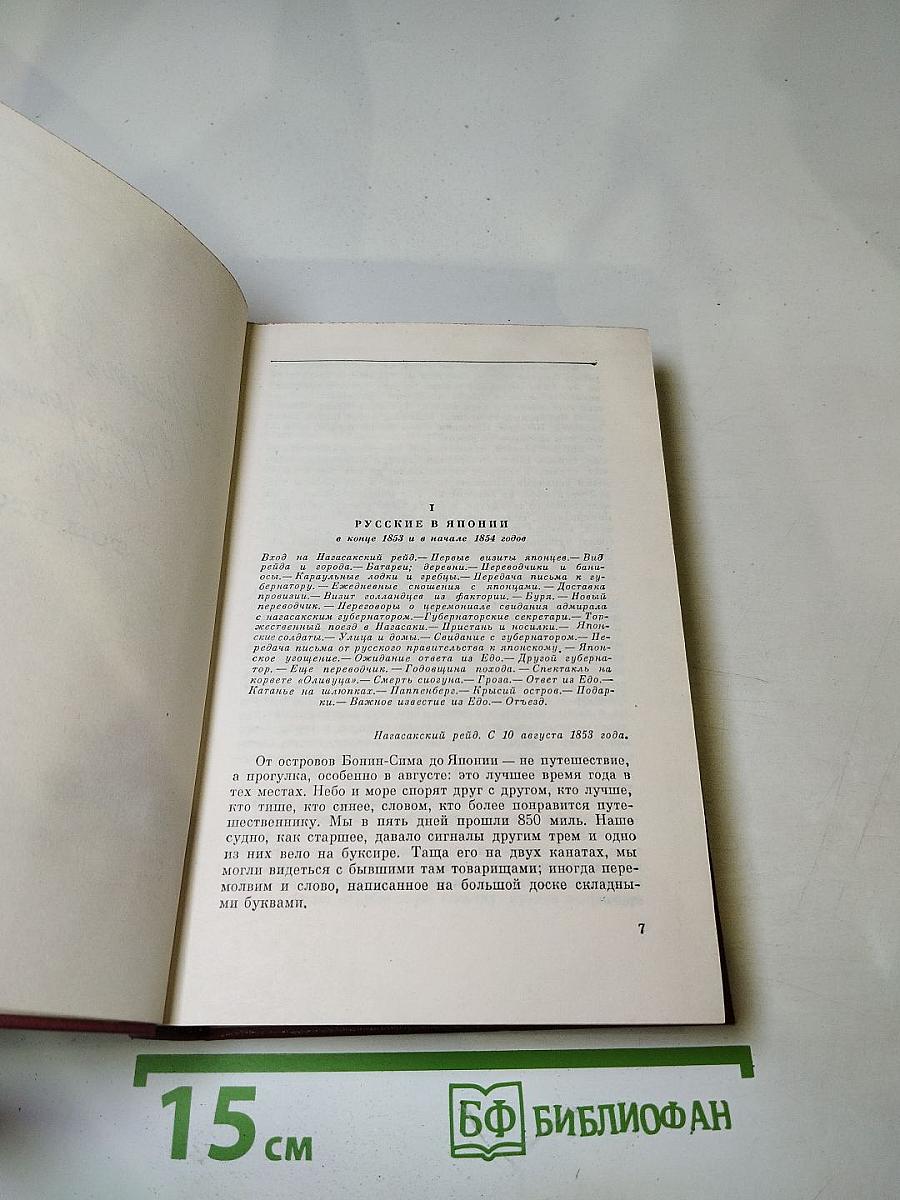 I
РУССКИЕ В ЯПОНИИ
в конце 1853 и в начале 1854 годов
Вход на Нагасакский рейд.— Первые визиты японцев.— Вид
рейда и города.— Батареи; деревни.— Переводчики и бани-
осы.— Караульные лодки и гребцы.— Передача письма к гу-
бернатору.— Ежедневные сношения с японцами.— Доставка
провизии.— Визит голландцев из фактории.— Буря.— Новый
переводчик.— Переговоры о церемониале свидания адмирала
с нагасакским губернатором.— Губернаторские секретари.— Тор-
жественный поезд в Нагасаки.— Пристань и носилки.— Япон-
ские солдаты.— Улица и домы.— Свидание с губернатором.— Пе-
редача письма от русского правительства к японскому.— Япон-
ское угощение.— Ожидание ответа из Едо.— Другой губерна-
тор.— Еще переводчик.— Годовщина похода.— Спектакль на
корвете «Оливуца».— Смерть сиогуна.— Гроза.— Ответ из Едо.—
Катанье на шлюпках.— Паппенберг.— Крысий остров.— Подар-
ки.— Важное известие из Едо.— Отъезд.
Нагасакский рейд. С 10 августа 1853 года.
От островов Бонин-Сима до Японии — не путешествие,
а прогулка, особенно в августе: это лучшее время года в
тех местах. Небо и море спорят друг с другом, кто лучше,
кто тише, кто синее, словом, кто более понравится путе-
шественнику. Мы в пять дней прошли 850 миль. Наше
судно, как старшее, давало сигналы другим трем и одно
из них вело на буксире. Таща его на двух канатах, мы
могли видеться с бывшими там товарищами; иногда пере-
молвим и слово, написанное на большой доске складны-
ми буквами.
7
15 см
БФ БИБЛИОФАН